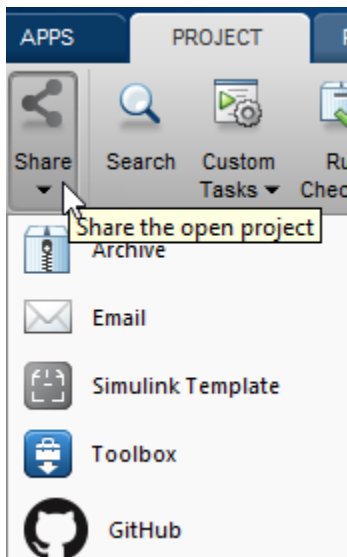 APPS PROJECT
Share Search Custom
Tasks
Share the open project
Archive
Email
Simulink Template
Toolbox
GitHub